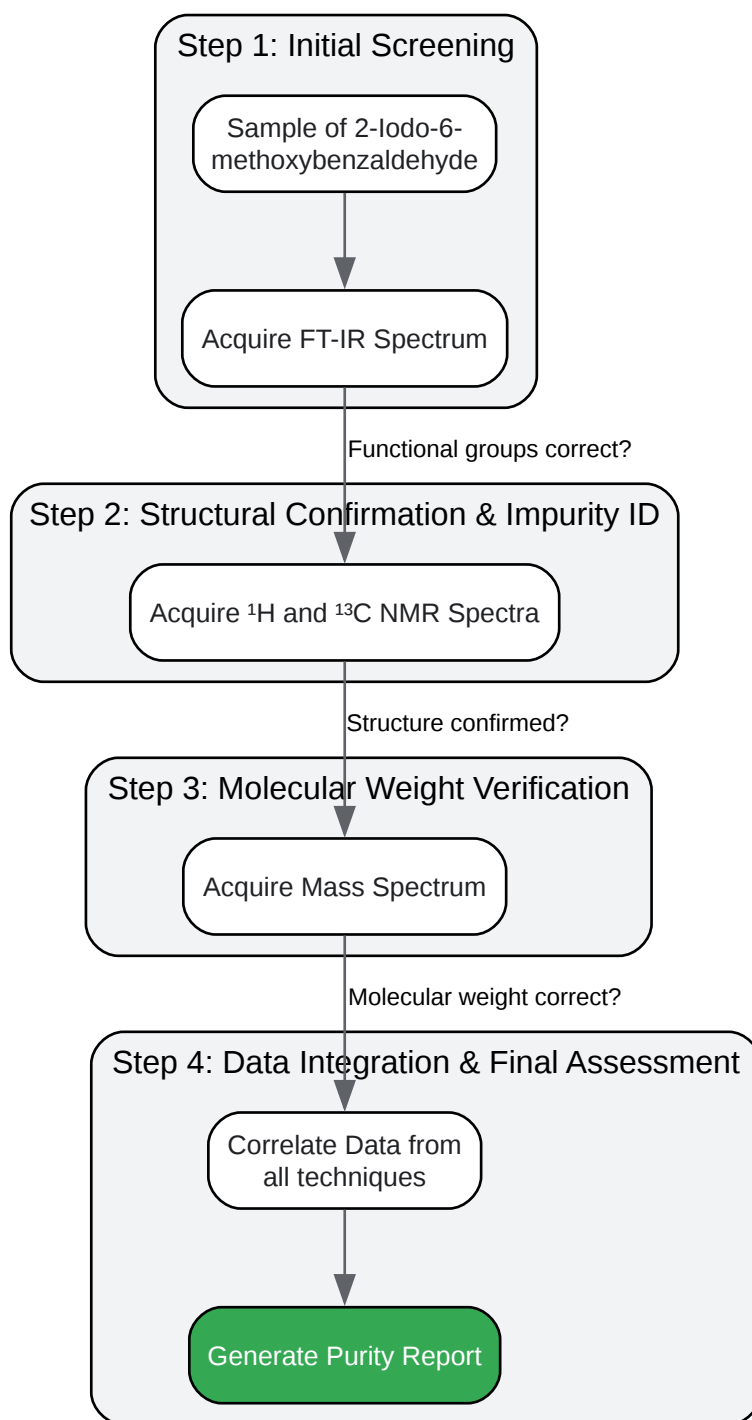 Step 1: Initial Screening
Sample of 2-Iodo-6-
methoxybenzaldehyde
Acquire FT-IR Spectrum
Functional groups correct?
Step 2: Structural Confirmation & Impurity ID
Acquire ¹H and ¹³C NMR Spectra
Structure confirmed?
Step 3: Molecular Weight Verification
Acquire Mass Spectrum
Molecular weight correct?
Step 4: Data Integration & Final Assessment
Correlate Data from
all techniques
Generate Purity Report